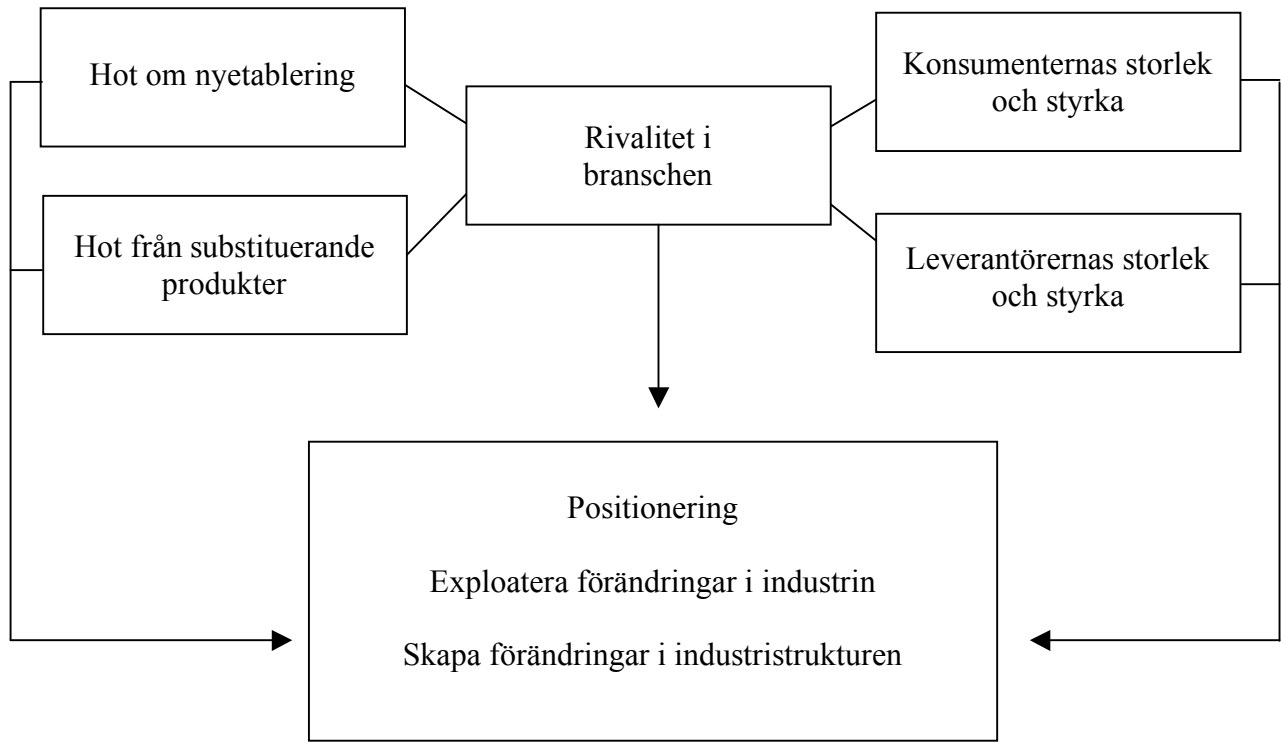 Hot om nyetablering
Konsumenternas storlek
och styrka
Rivalitet i
branschen
Hot från substituerande
produkter
Leverantörernas storlek
och styrka
Positionering
Exploatera förändringar i industrin
Skapa förändringar i industristrukturen